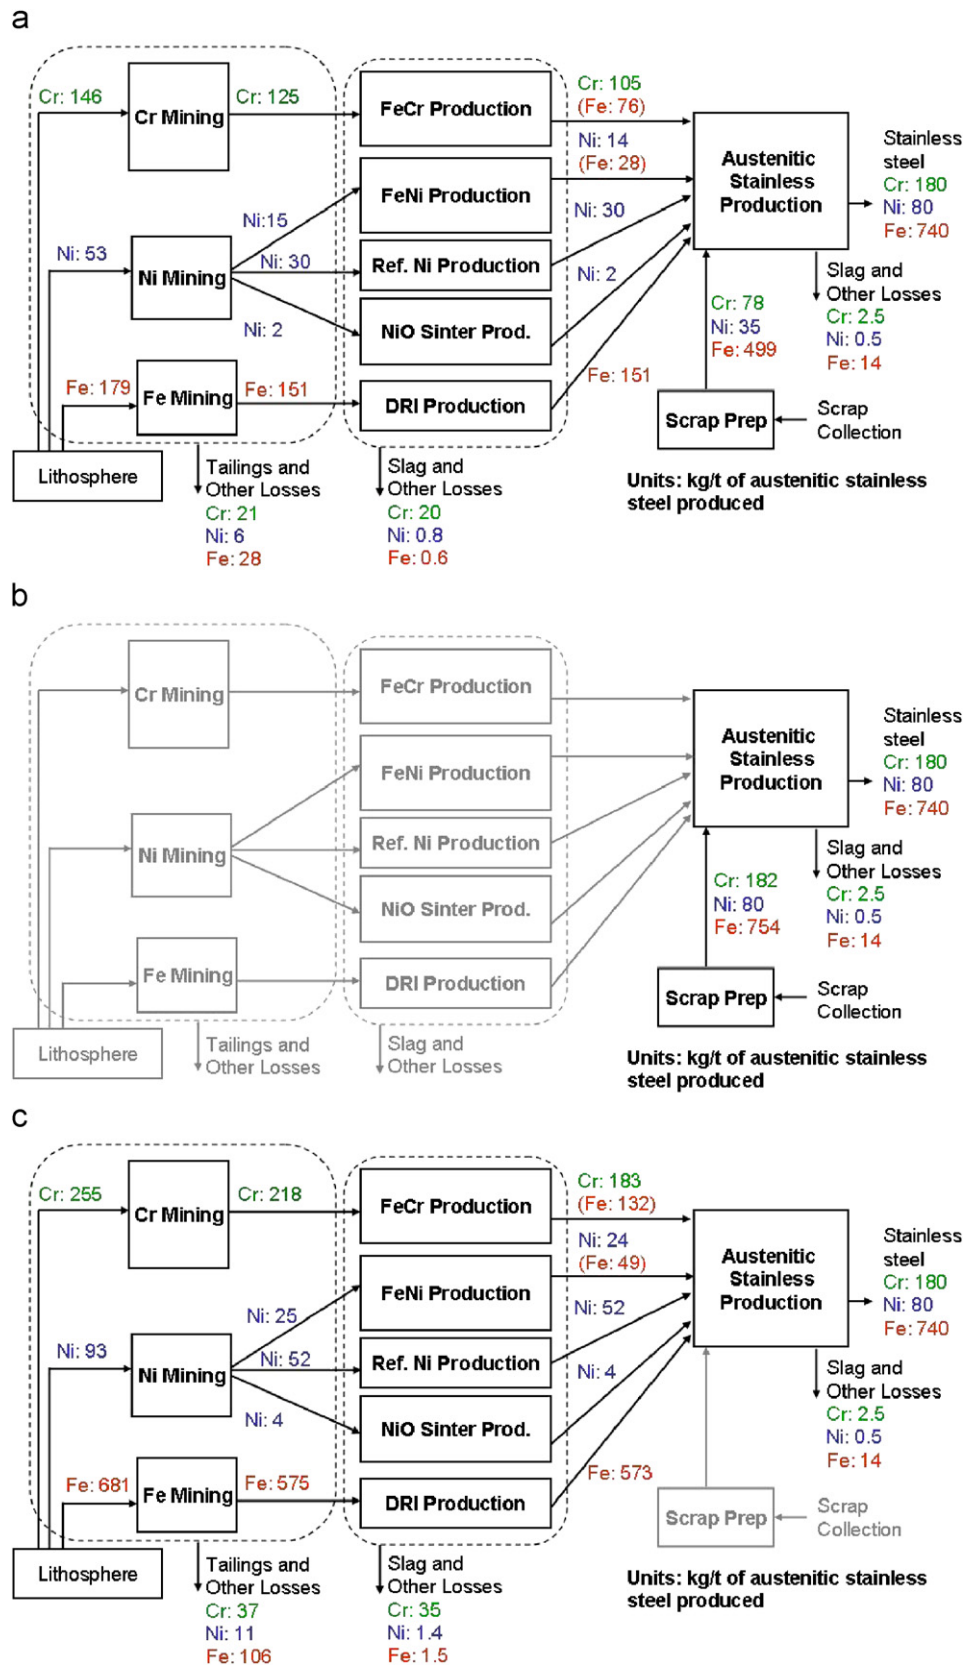 a
Cr: 146
Cr Mining
Cr: 125
FeCr Production
Cr: 105
(Fe: 76)
Ni: 14
(Fe: 28)
FeNi Production
Austenitic
Stainless
Production
Stainless
steel
Cr: 180
Ni: 80
Fe: 740
Ni: 53
Ni Mining
Ni:15
Ni: 30
Ni: 2
Ref. Ni Production
Ni: 30
Ni: 2
NiO Sinter Prod.
Fe: 179
Fe Mining
Fe: 151
DRI Production
Fe: 151
Cr: 78
Ni: 35
Fe: 499
Slag and
Other Losses
Cr: 2.5
Ni: 0.5
Fe: 14
Scrap Prep
Scrap
Collection
Lithosphere
Tailings and
Other Losses
Cr: 21
Ni: 6
Fe: 28
Slag and
Other Losses
Cr: 20
Ni: 0.8
Fe: 0.6
Units: kg/t of austenitic stainless
steel produced
b
Cr Mining
FeCr Production
FeNi Production
Austenitic
Stainless
Production
Stainless
steel
Cr: 180
Ni: 80
Fe: 740
Ni Mining
Ref. Ni Production
NiO Sinter Prod.
Fe Mining
DRI Production
Cr: 182
Ni: 80
Fe: 754
Slag and
Other Losses
Cr: 2.5
Ni: 0.5
Fe: 14
Scrap Prep
Scrap
Collection
Lithosphere
Tailings and
Other Losses
Slag and
Other Losses
Units: kg/t of austenitic stainless
steel produced
c
Cr: 255
Cr Mining
Cr: 218
FeCr Production
Cr: 183
(Fe: 132)
Ni: 24
(Fe: 49)
FeNi Production
Austenitic
Stainless
Production
Stainless
steel
Cr: 180
Ni: 80
Fe: 740
Ni: 93
Ni Mining
Ni: 25
Ni: 52
Ni: 4
Ref. Ni Production
Ni: 52
Ni: 4
NiO Sinter Prod.
Fe: 681
Fe Mining
Fe: 575
DRI Production
Fe: 573
Slag and
Other Losses
Cr: 2.5
Ni: 0.5
Fe: 14
Scrap Prep
Scrap
Collection
Lithosphere
Tailings and
Other Losses
Cr: 37
Ni: 11
Fe: 106
Slag and
Other Losses
Cr: 35
Ni: 1.4
Fe: 1.5
Units: kg/t of austenitic stainless
steel produced